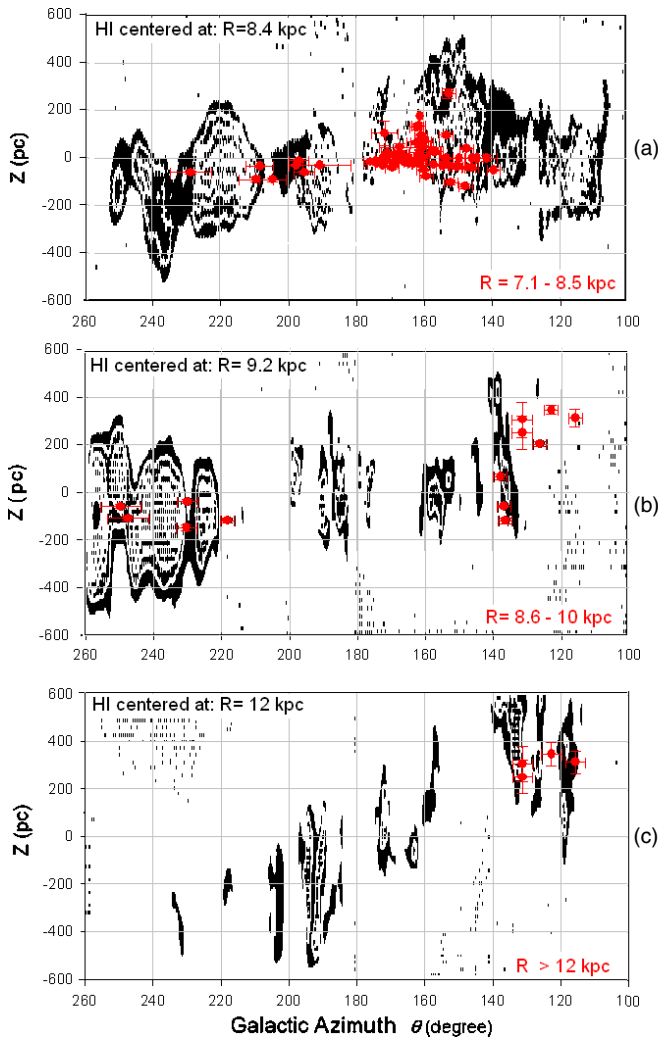 HI centered at: R=8.4 kpc
600
400
200
0
-200
-400
-600
Z (pc)
(a)
R = 7.1 - 8.5 kpc
260 240 220 200 180 160 140 120 100
HI centered at: R= 9.2 kpc
600
400
200
0
-200
-400
-600
Z (pc)
(b)
R= 8.6 - 10 kpc
260 240 220 200 180 160 140 120 100
HI centered at: R= 12 kpc
600
400
200
0
-200
-400
-600
Z (pc)
(c)
R > 12 kpc
260 240 220 200 180 160 140 120 100
Galactic Azimuth θ (degree)